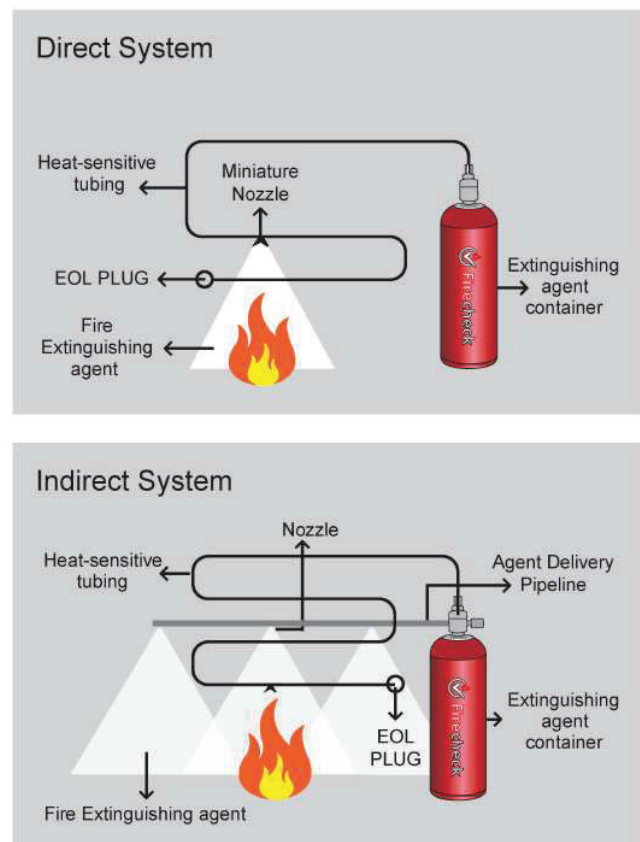 Direct System
Heat-sensitive
tubing
Miniature
Nozzle
EOL PLUG
Fire
Extinguishing
agent
Firecheck
Extinguishing
agent
container
Indirect System
Nozzle
Heat-sensitive
tubing
Agent Delivery
Pipeline
Firecheck
EOL
PLUG
Extinguishing
agent
container
Fire Extinguishing agent